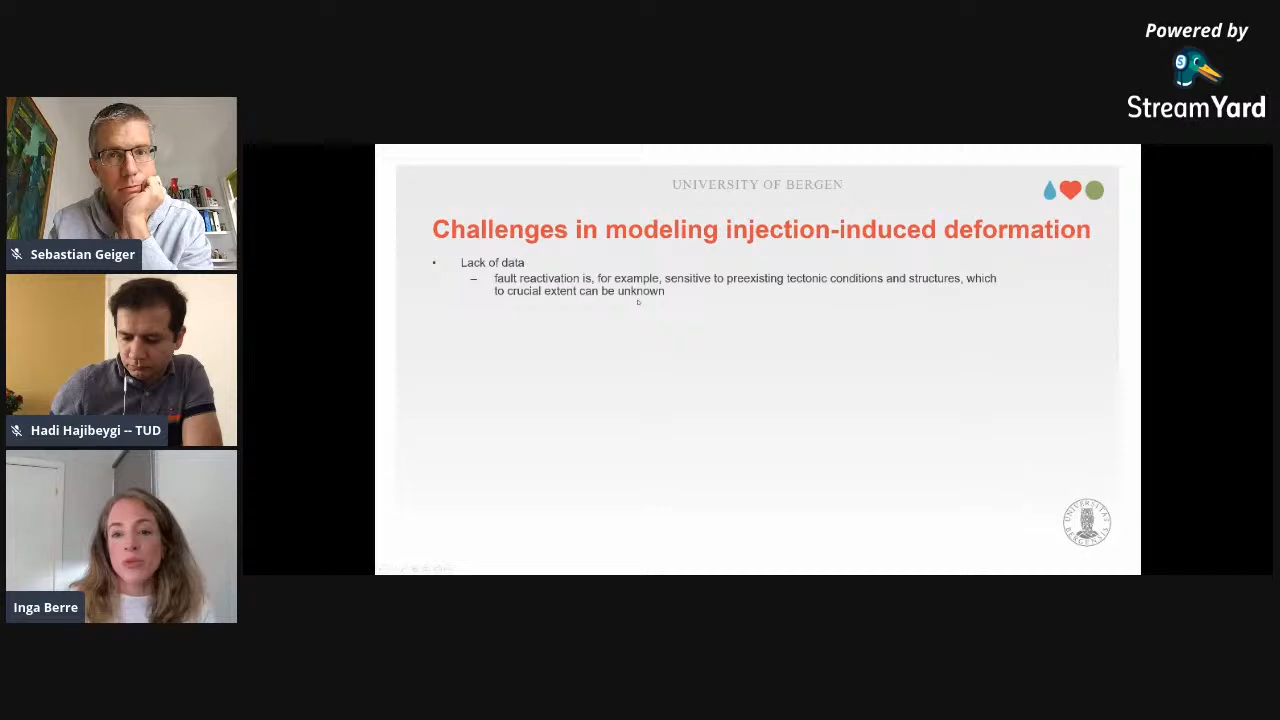 Powered by
StreamYard
Sebastian Geiger
Hadi Hajibeygi -- TUD
Inga Berre
UNIVERSITY OF BERGEN
Challenges in modeling injection-induced deformation
• Lack of data
– fault reactivation is, for example, sensitive to preexisting tectonic conditions and structures, which
to crucial extent can be unknown
UNIVERSITAS
BERGENSIS